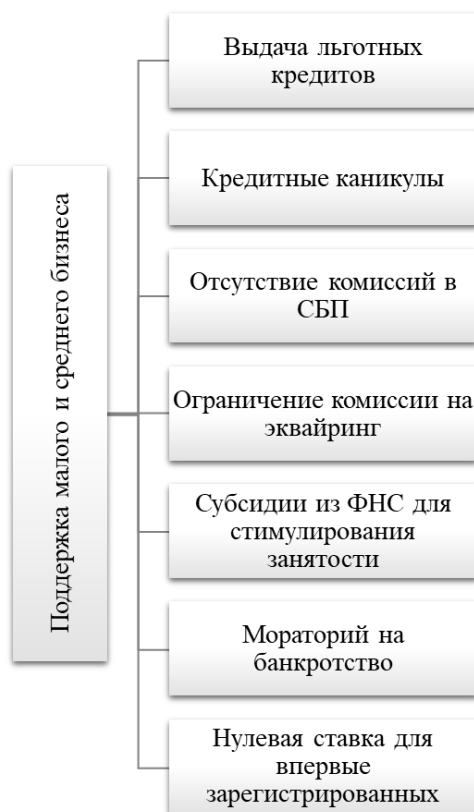 Поддержка малого и среднего бизнеса
Выдача льготных
кредитов
Кредитные каникулы
Отсутствие комиссий в
СБП
Ограничение комиссии на
эквайринг
Субсидии из ФНС для
стимулирования
занятости
Мораторий на
банкротство
Нулевая ставка для
впервые
зарегистрированных